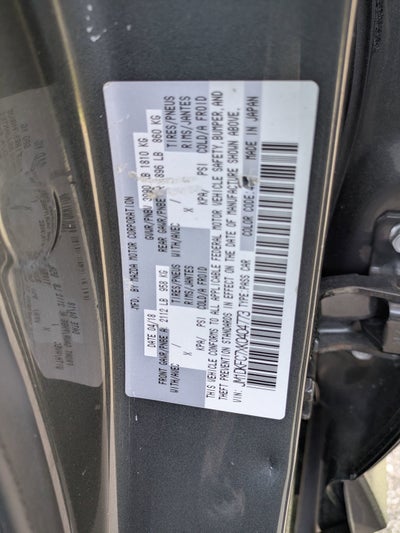 MFD. BY MAZDA MOTOR CORPORATION
DATE 04/18 GVWR/PNBV 3990 LB 1810 KG
FRONT GAWR/PNBE A 2112 LB 958 KG REAR GAWR/PNBE R 1896 LB 860 KG
WITH/AVEC TIRES/PNEUS WITH/AVEC TIRES/PNEUS
X RIMS/JANTES X RIMS/JANTES
KPA/ PSI COLD/A FROID KPA/ PSI COLD/A FROID
THIS VEHICLE CONFORMS TO ALL APPLICABLE FEDERAL MOTOR VEHICLE SAFETY, BUMPER, AND
THEFT PREVENTION STANDARDS IN EFFECT ON THE DATE OF MANUFACTURE SHOWN ABOVE.
VIN: JM1DKFC7XK0404773 TYPE:PASS CAR COLOR CODE: MADE IN JAPAN